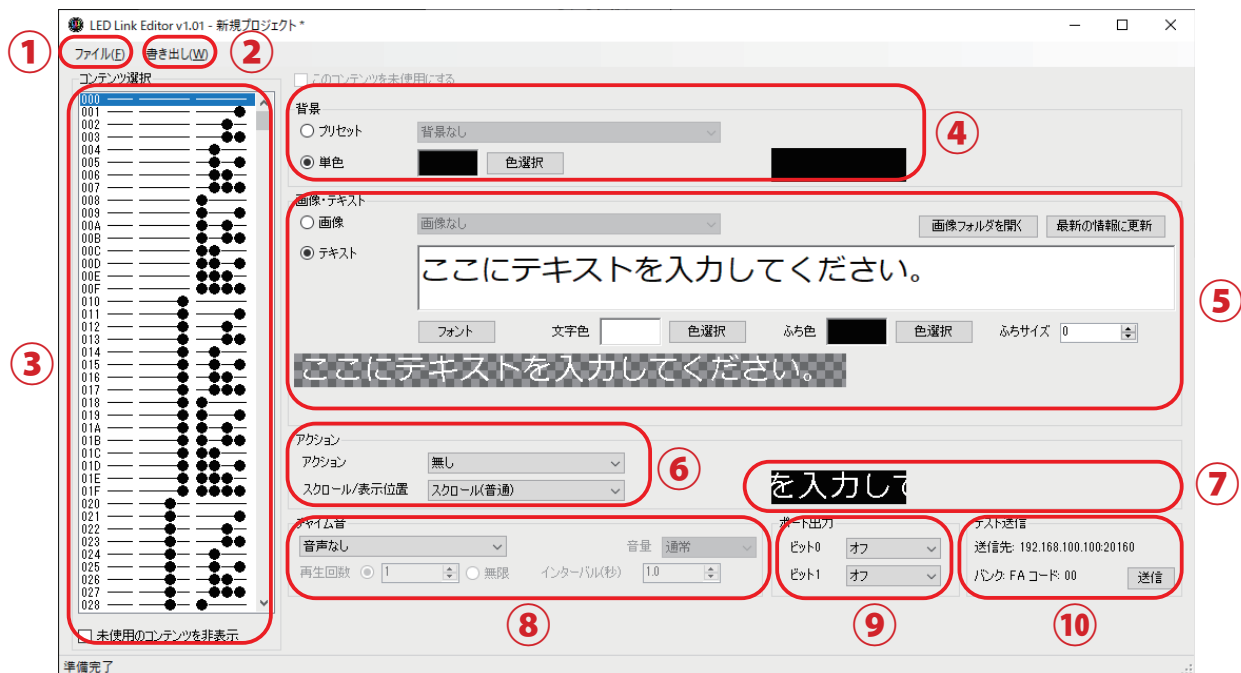 LED Link Editor v1.01 - 新規プロジェクト *
① ファイル(F) 書き出し(W) ②
コンテンツ選択
このコンテンツを未使用にする
000
001
002
003
004
005
006
007
008
009
00A
00B
00C
00D
00E
00F
010
011
012
013
014
015
016
017
018
019
01A
01B
01C
01D
01E
01F
020
021
022
023
024
025
026
027
028
③
未使用のコンテンツを非表示
背景
プリセット 背景なし
④
単色 色選択
画像・テキスト
画像 画像なし 画像フォルダを開く 最新の情報に更新
テキスト ここにテキストを入力してください。
⑤
フォント 文字色 色選択 ふち色 色選択 ふちサイズ 0
ここにテキストを入力してください。
アクション
アクション 無し
⑥
スクロール/表示位置 スクロール(普通)
を入力して
⑦
チャイム音
音声なし 音量 通常
再生回数 1 無限 インターバル(秒) 1.0
⑧
ポート出力
ビット0 オフ
ビット1 オフ
⑨
テスト送信
送信先: 192.168.100.100:20160
バンク: FA コード: 00 送信
⑩
準備完了